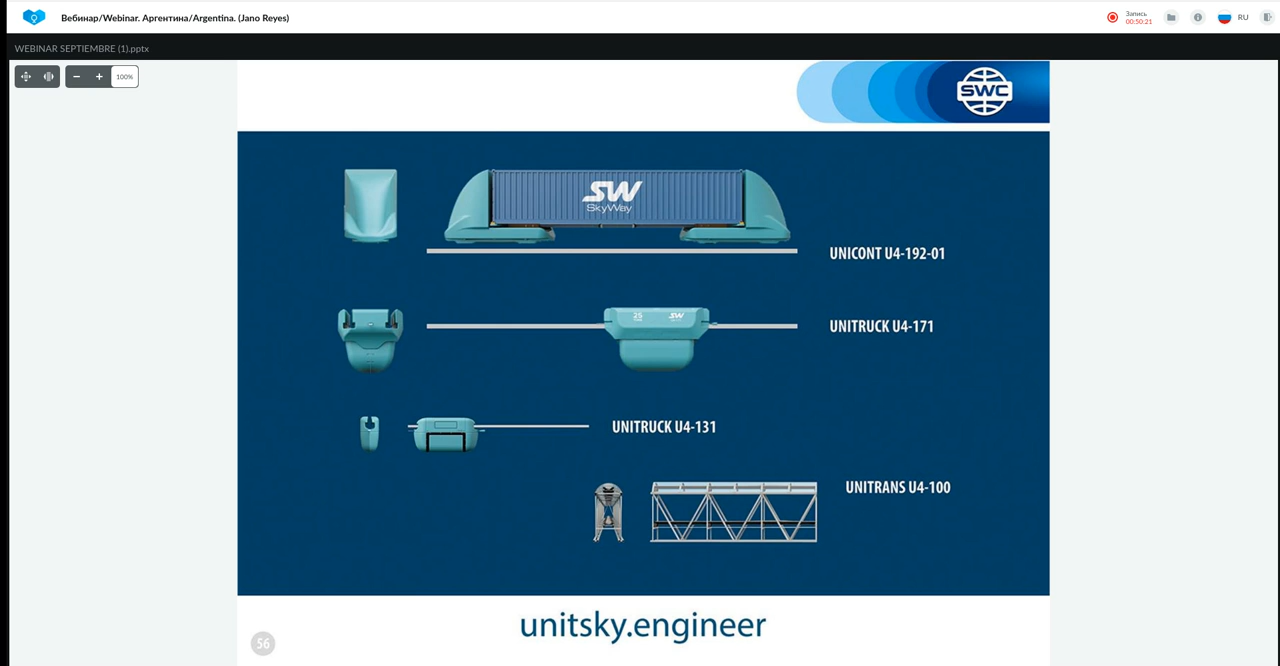 Вебинар/Webinar. Аргентина/Argentina. (Jano Reyes)
Запись
00:50:21
RU
WEBINAR SEPTIEMBRE (1).pptx
100%
SWC
SW
SkyWay
UNICONT U4-192-01
25
SW
UNITRUCK U4-171
UNITRUCK U4-131
UNITRANS U4-100
unitsky.engineer
56